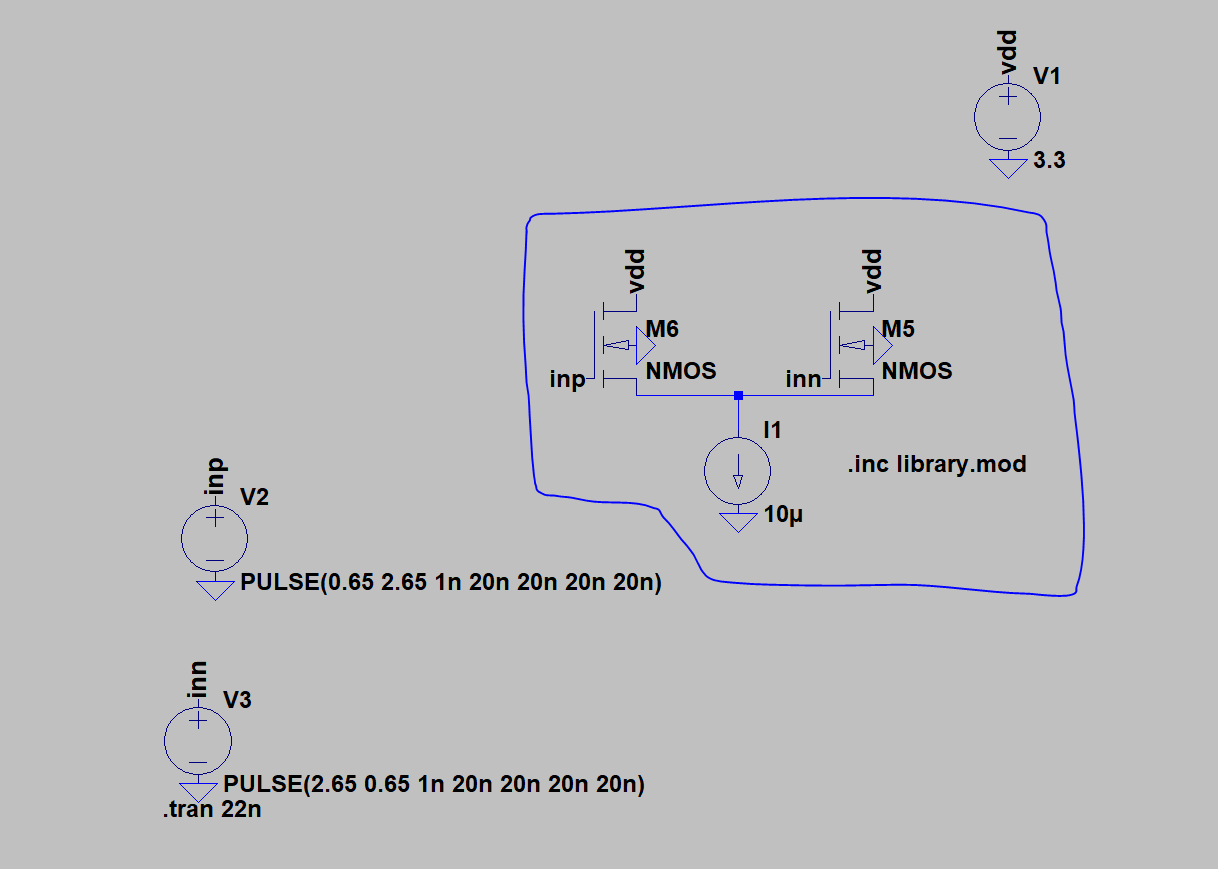 vdd
V1
3.3
vdd
M6
NMOS
inp
vdd
M5
NMOS
inn
I1
10µ
.inc library.mod
inp
V2
PULSE(0.65 2.65 1n 20n 20n 20n 20n)
inn
V3
PULSE(2.65 0.65 1n 20n 20n 20n 20n)
.tran 22n